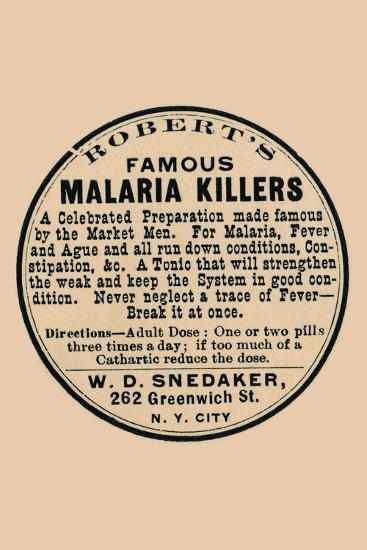 ROBERT'S
FAMOUS
MALARIA KILLERS
A Celebrated Preparation made famous
by the Market Men. For Malaria, Fever
and Ague and all run down conditions, Con-
stipation, &c. A Tonic that will strengthen
the weak and keep the System in good con-
dition. Never neglect a trace of Fever—
Break it at once.
Directions—Adult Dose: One or two pills
three times a day; if too much of a
Cathartic reduce the dose.
W. D. SNEDAKER,
262 Greenwich St.
N. Y. CITY